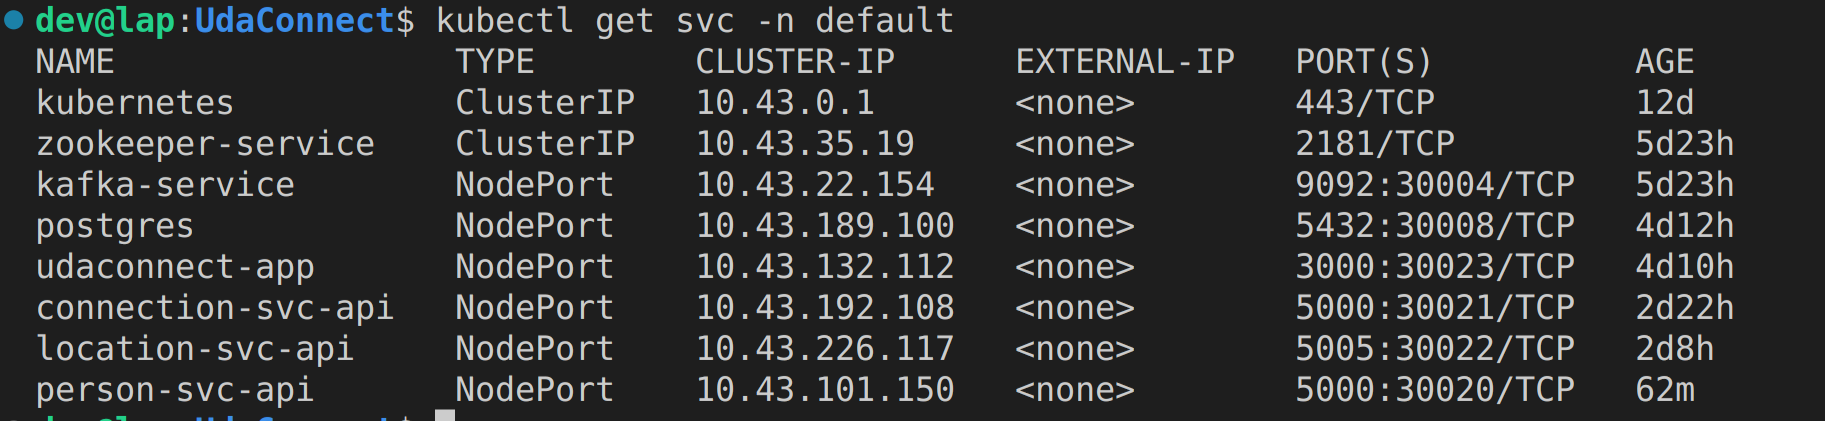 dev@lap:UdaConnect$ kubectl get svc -n default
NAME TYPE CLUSTER-IP EXTERNAL-IP PORT(S) AGE
kubernetes ClusterIP 10.43.0.1 <none> 443/TCP 12d
zookeeper-service ClusterIP 10.43.35.19 <none> 2181/TCP 5d23h
kafka-service NodePort 10.43.22.154 <none> 9092:30004/TCP 5d23h
postgres NodePort 10.43.189.100 <none> 5432:30008/TCP 4d12h
udaconnect-app NodePort 10.43.132.112 <none> 3000:30023/TCP 4d10h
connection-svc-api NodePort 10.43.192.108 <none> 5000:30021/TCP 2d22h
location-svc-api NodePort 10.43.226.117 <none> 5005:30022/TCP 2d8h
person-svc-api NodePort 10.43.101.150 <none> 5000:30020/TCP 62m